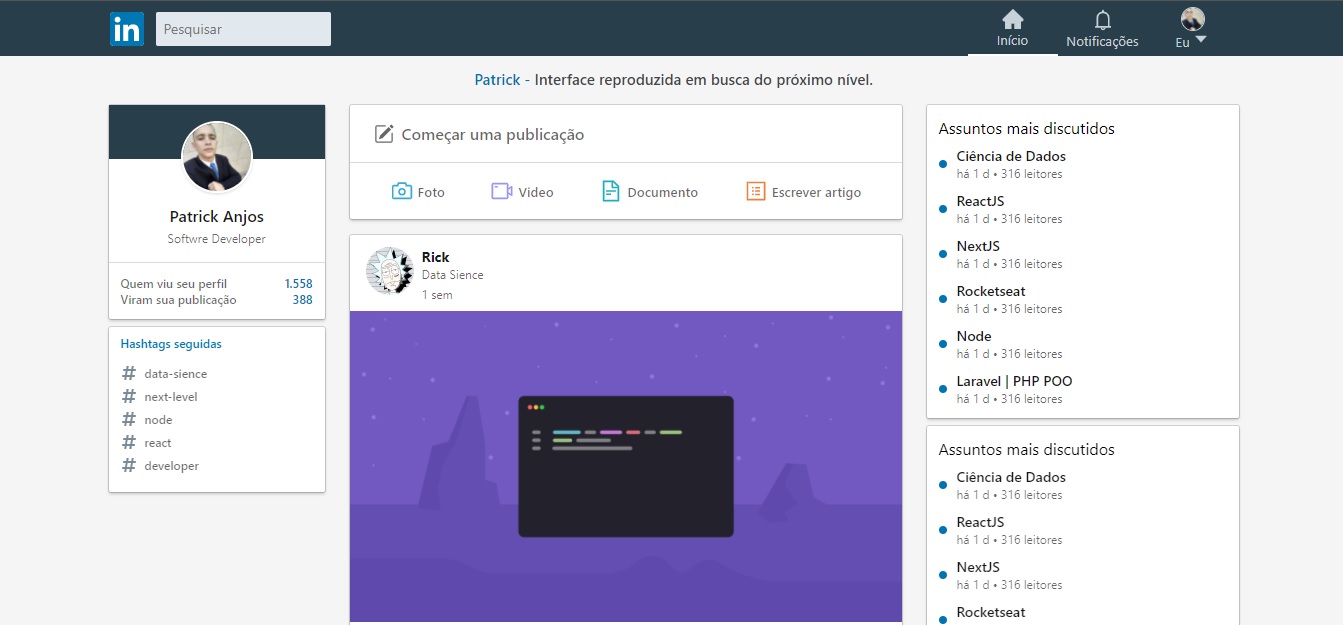 in
Pesquisar
Início
Notificações
Eu
Patrick - Interface reproduzida em busca do próximo nível.
Patrick Anjos
Softwre Developer
Quem viu seu perfil 1.558
Viram sua publicação 388
Hashtags seguidas
# data-sience
# next-level
# node
# react
# developer
Começar uma publicação
Foto
Video
Documento
Escrever artigo
Rick
Data Sience
1 sem
Assuntos mais discutidos
Ciência de Dados
há 1 d • 316 leitores
ReactJS
há 1 d • 316 leitores
NextJS
há 1 d • 316 leitores
Rocketseat
há 1 d • 316 leitores
Node
há 1 d • 316 leitores
Laravel | PHP POO
há 1 d • 316 leitores
Assuntos mais discutidos
Ciência de Dados
há 1 d • 316 leitores
ReactJS
há 1 d • 316 leitores
NextJS
há 1 d • 316 leitores
Rocketseat